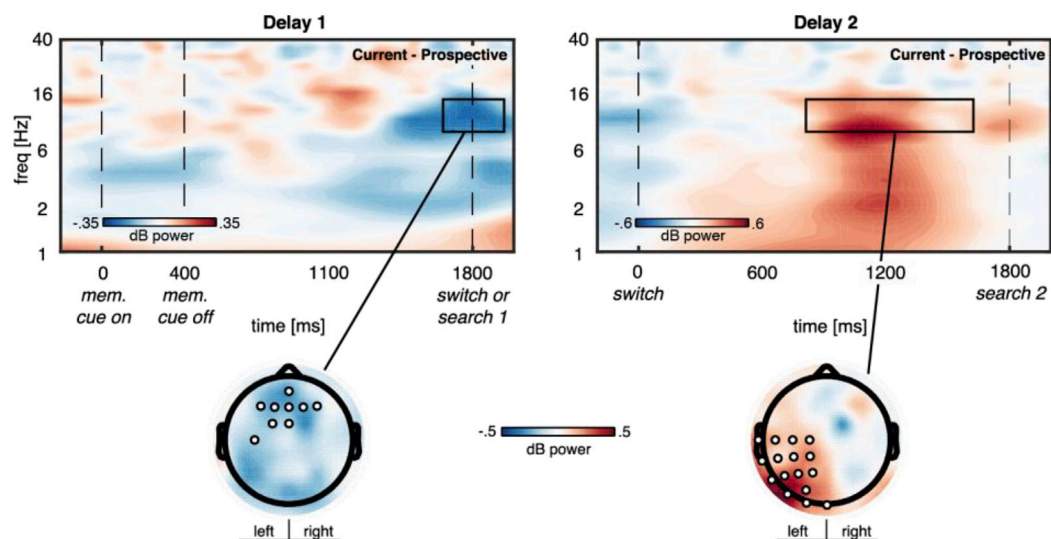 Delay 1
Delay 2
40
16
6
2
1
freq [Hz]
Current - Prospective
-.35 .35
dB power
0 400 1100 1800
mem. cue on
mem. cue off
switch or search 1
time [ms]
40
16
6
2
1
Current - Prospective
-.6 .6
dB power
0 600 1200 1800
switch
search 2
time [ms]
left right
-.5 .5
dB power
left right